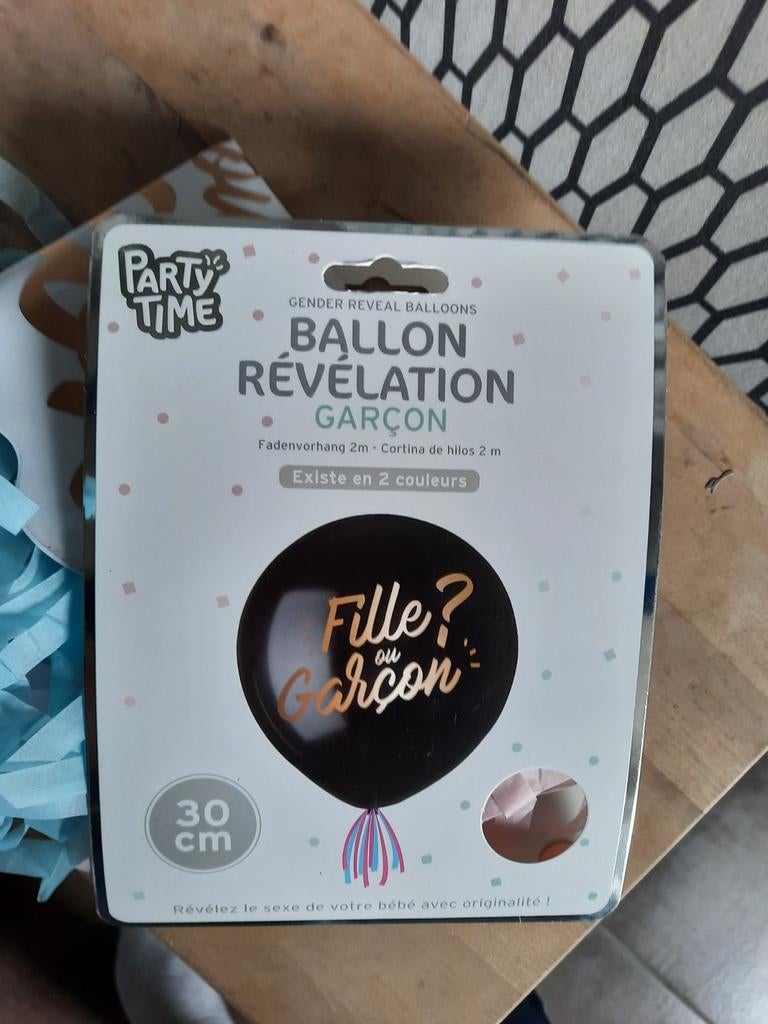 PARTY
TIME
GENDER REVEAL BALLOONS
BALLON
RÉVÉLATION
GARÇON
Fadenvorhang 2m - Cortina de hilos 2 m
Existe en 2 couleurs
Fille?
ou
Garçon
30
cm
Révélez le sexe de votre bébé avec originalité !